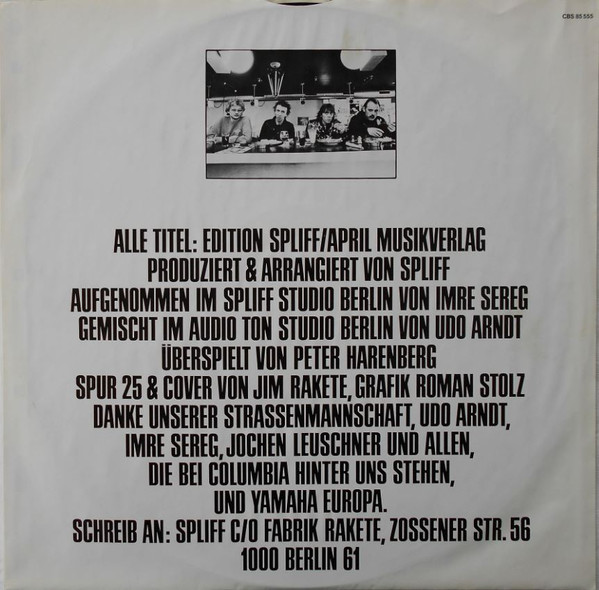 CBS 85 555
ALLE TITEL: EDITION SPLIFF/APRIL MUSIKVERLAG
PRODUZIERT & ARRANGIERT VON SPLIFF
AUFGENOMMEN IM SPLIFF STUDIO BERLIN VON IMRE SEREG
GEMISCHT IM AUDIO TON STUDIO BERLIN VON UDO ARNDT
ÜBERSPIELT VON PETER HARENBERG
SPUR 25 & COVER VON JIM RAKETE, GRAFIK ROMAN STOLZ
DANKE UNSERER STRASSENMANNSCHAFT, UDO ARNDT,
IMRE SEREG, JOCHEN LEUSCHNER UND ALLEN,
DIE BEI COLUMBIA HINTER UNS STEHEN,
UND YAMAHA EUROPA.
SCHREIB AN: SPLIFF C/O FABRIK RAKETE, ZOSSENER STR. 56
1000 BERLIN 61